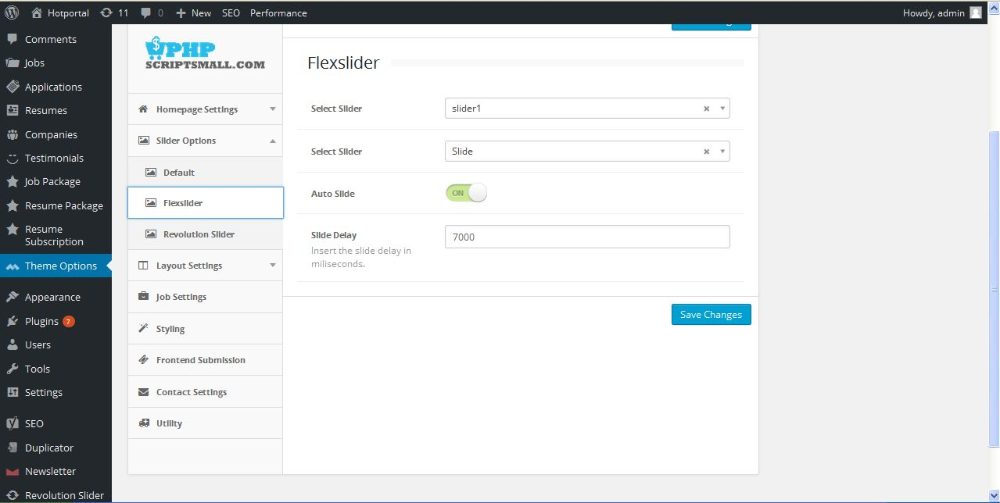 Hotportal 11 0 New SEO Performance Howdy, admin
Comments
Jobs
Applications
Resumes
Companies
Testimonials
Job Package
Resume Package
Resume
Subscription
Theme Options
Appearance
Plugins 7
Users
Tools
Settings
SEO
Duplicator
Newsletter
Revolution Slider
$PHP
SCRIPTSMALL.COM
Homepage Settings
Slider Options
Default
Flexslider
Revolution Slider
Layout Settings
Job Settings
Styling
Frontend Submission
Contact Settings
Utility
Flexslider
Select Slider slider1
Select Slider Slide
Auto Slide ON
Slide Delay 7000
Insert the slide delay in
miliseconds.
Save Changes